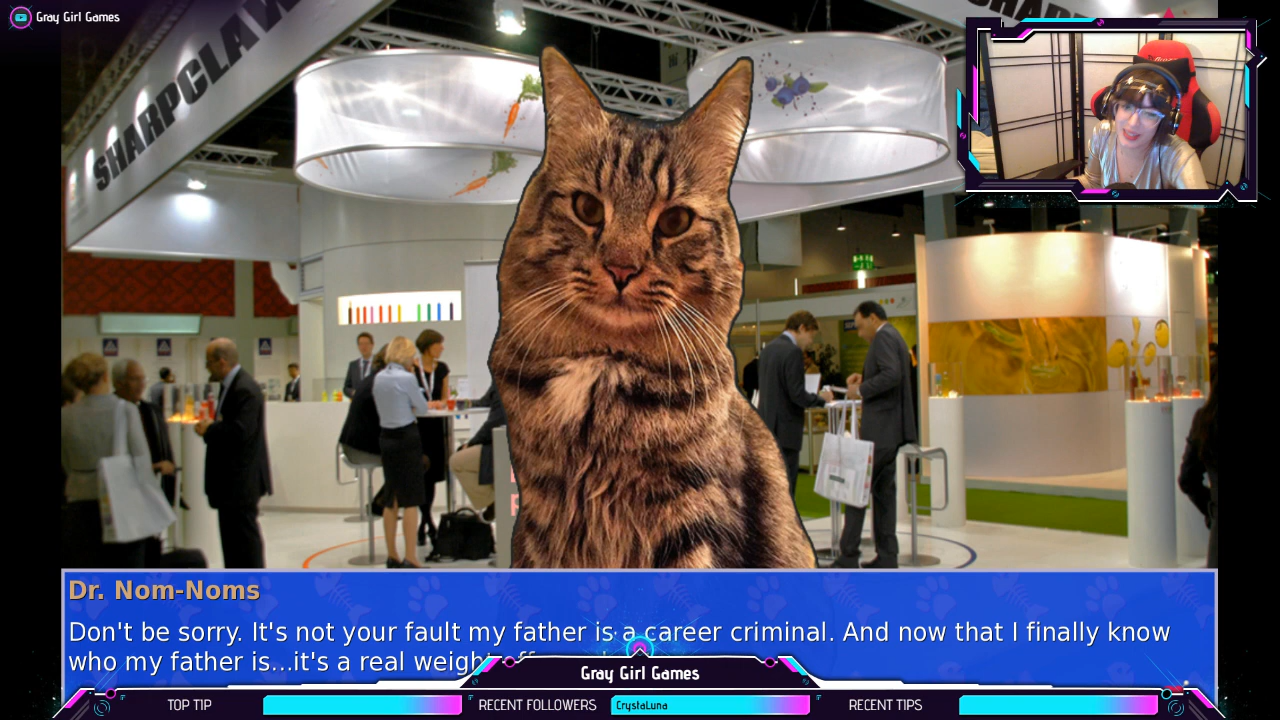 Gray Girl Games
SHARPCLAW
Dr. Nom-Noms
Don't be sorry. It's not your fault my father is a career criminal. And now that I finally know
who my father is...it's a real weight
Gray Girl Games
TOP TIP
RECENT FOLLOWERS
CrystaLuna
RECENT TIPS